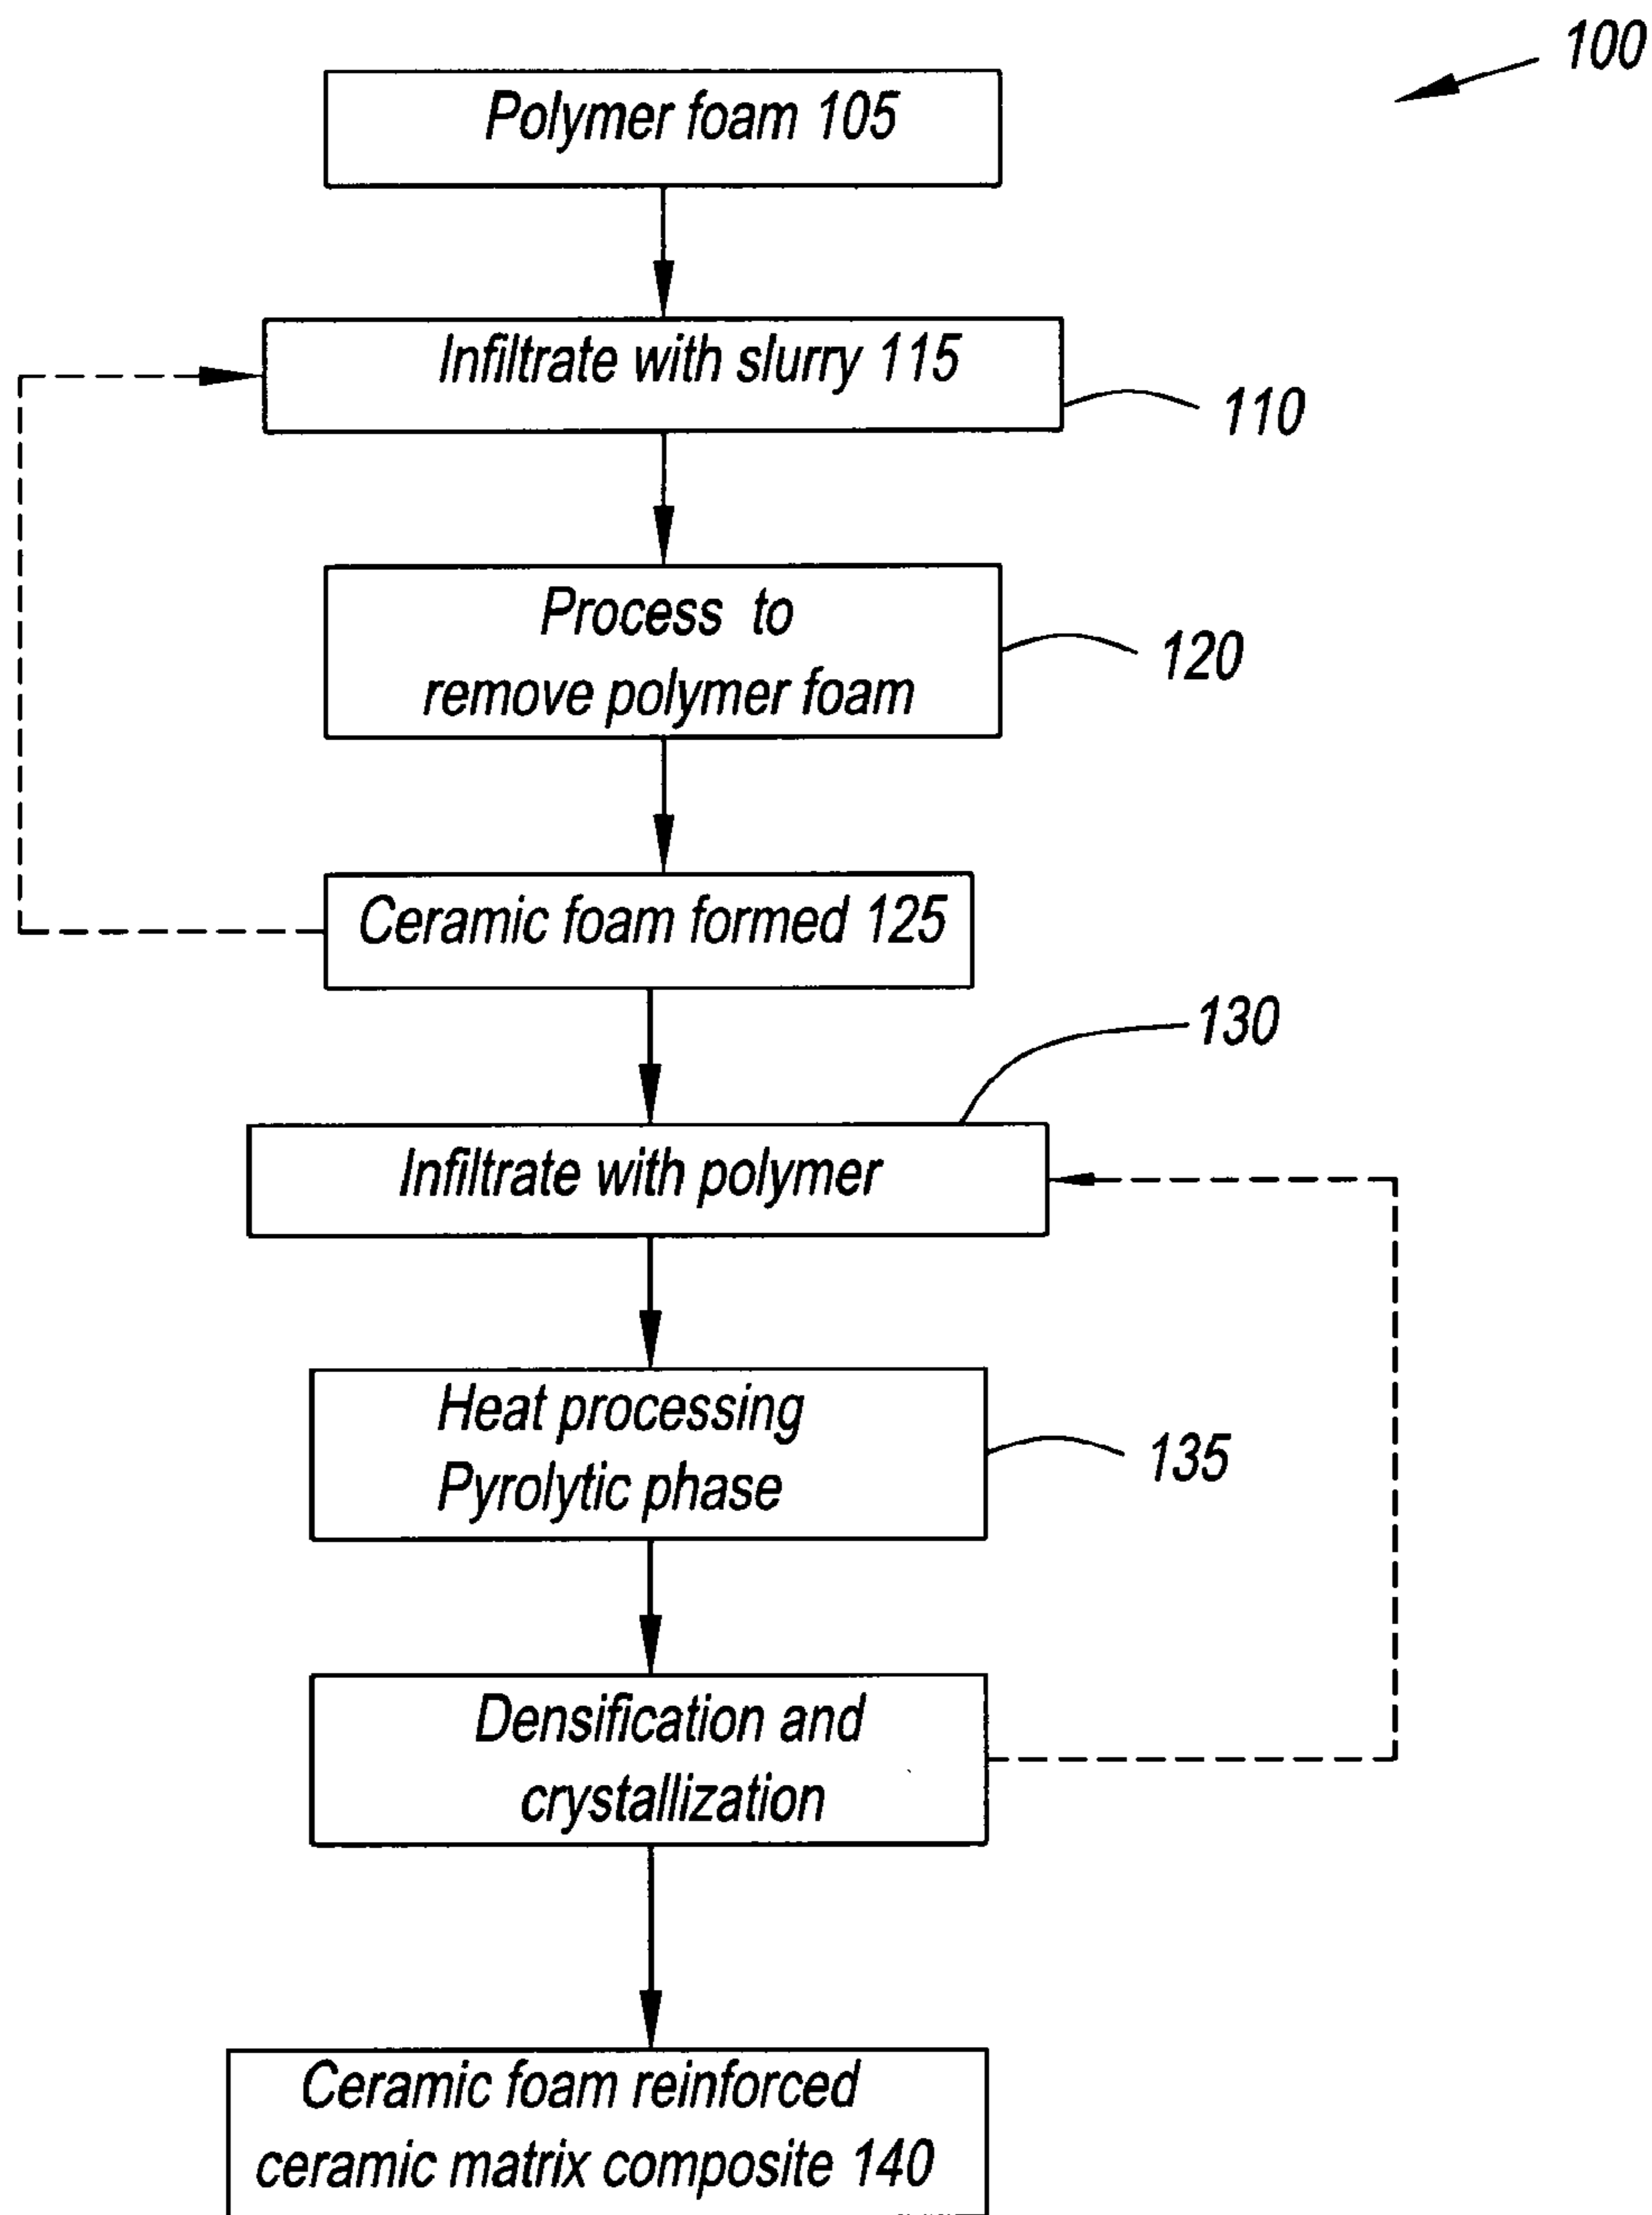 100
Polymer foam 105
Infiltrate with slurry 115
110
Process to
remove polymer foam
120
Ceramic foam formed 125
130
Infiltrate with polymer
Heat processing
Pyrolytic phase
135
Densification and
crystallization
Ceramic foam reinforced
ceramic matrix composite 140